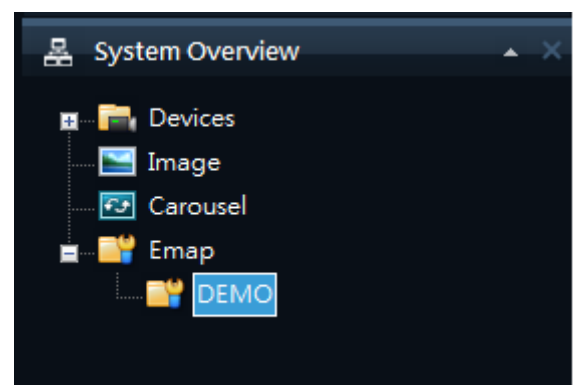 System Overview
Devices
Image
Carousel
Emap
DEMO